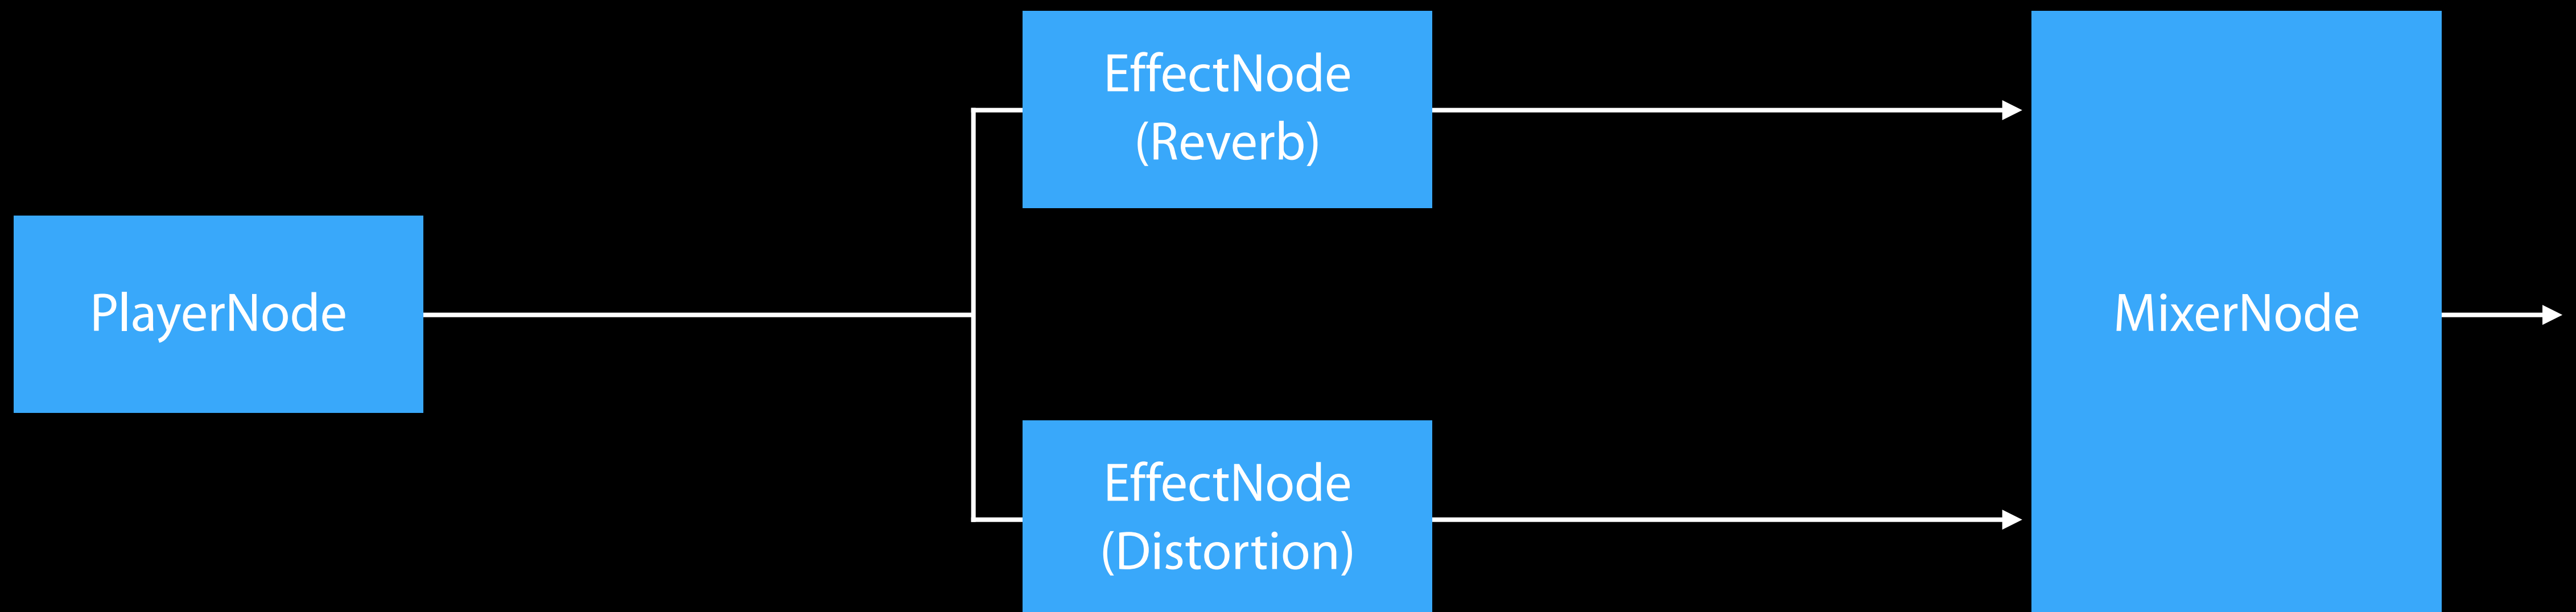 EffectNode
(Reverb)
PlayerNode
MixerNode
EffectNode
(Distortion)